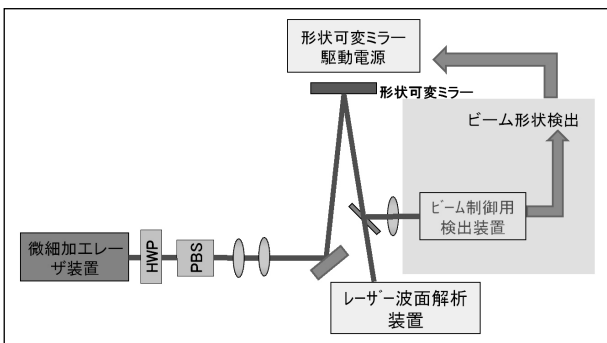 形状可変ミラー
駆動電源
形状可変ミラー
ビーム形状検出
ﾋﾞｰﾑ制御用
検出装置
微細加工レー
ザ装置
HWP
PBS
ﾚｰｻﾞｰ波面解析
装置